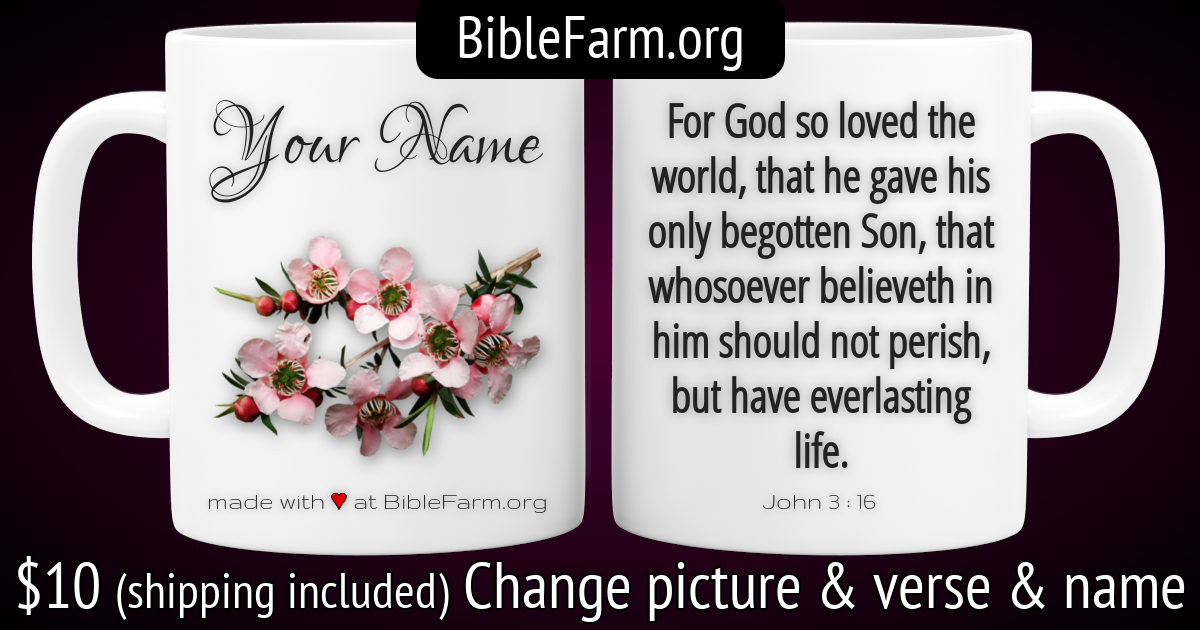 BibleFarm.org
Your Name
made with ♥ at BibleFarm.org
For God so loved the
world, that he gave his
only begotten Son, that
whosoever believeth in
him should not perish,
but have everlasting
life.
John 3 : 16
$10 (shipping included) Change picture & verse & name